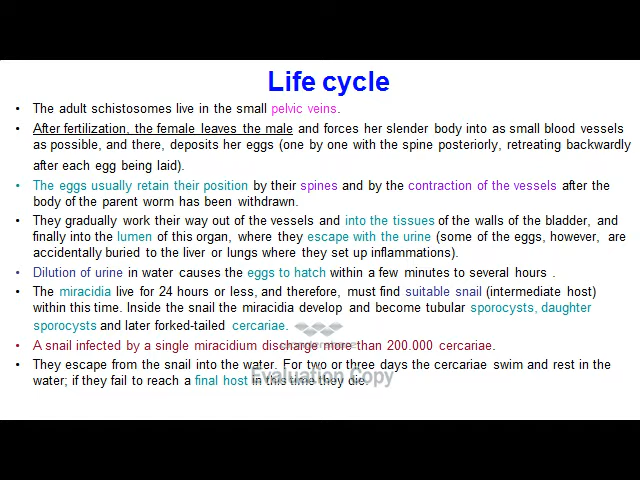 Life cycle
• The adult schistosomes live in the small pelvic veins.
• After fertilization, the female leaves the male and forces her slender body into as small blood vessels
as possible, and there, deposits her eggs (one by one with the spine posteriorly, retreating backwardly
after each egg being laid).
• The eggs usually retain their position by their spines and by the contraction of the vessels after the
body of the parent worm has been withdrawn.
• They gradually work their way out of the vessels and into the tissues of the walls of the bladder, and
finally into the lumen of this organ, where they escape with the urine (some of the eggs, however, are
accidentally buried to the liver or lungs where they set up inflammations).
• Dilution of urine in water causes the eggs to hatch within a few minutes to several hours .
• The miracidia live for 24 hours or less, and therefore, must find suitable snail (intermediate host)
within this time. Inside the snail the miracidia develop and become tubular sporocysts, daughter
sporocysts and later forked-tailed cercariae.
• A snail infected by a single miracidium discharge more than 200.000 cercariae.
• They escape from the snail into the water. For two or three days the cercariae swim and rest in the
water; if they fail to reach a final host in this time they die.
Evaluation Copy